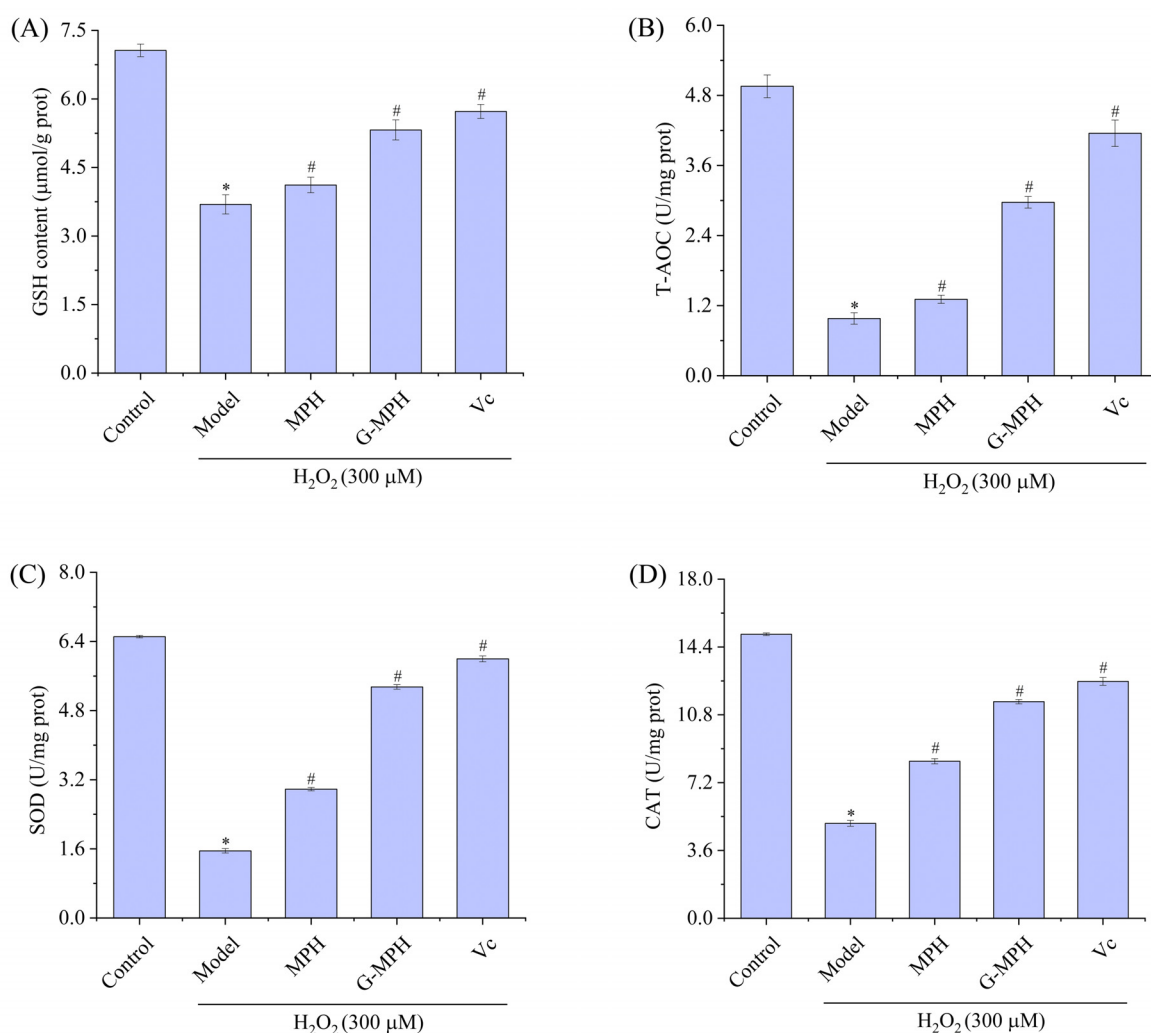 (A)
GSH content (μmol/g prot)
7.5
6.0
4.5
3.0
1.5
0.0
*
#
#
#
Control
Model
MPH
G-MPH
Vc
H₂O₂ (300 μM)
(B)
T-AOC (U/mg prot)
6.0
4.8
3.6
2.4
1.2
0.0
*
#
#
#
Control
Model
MPH
G-MPH
Vc
H₂O₂ (300 μM)
(C)
SOD (U/mg prot)
8.0
6.4
4.8
3.2
1.6
0.0
*
#
#
#
Control
Model
MPH
G-MPH
Vc
H₂O₂ (300 μM)
(D)
CAT (U/mg prot)
18.0
14.4
10.8
7.2
3.6
0.0
*
#
#
#
Control
Model
MPH
G-MPH
Vc
H₂O₂ (300 μM)